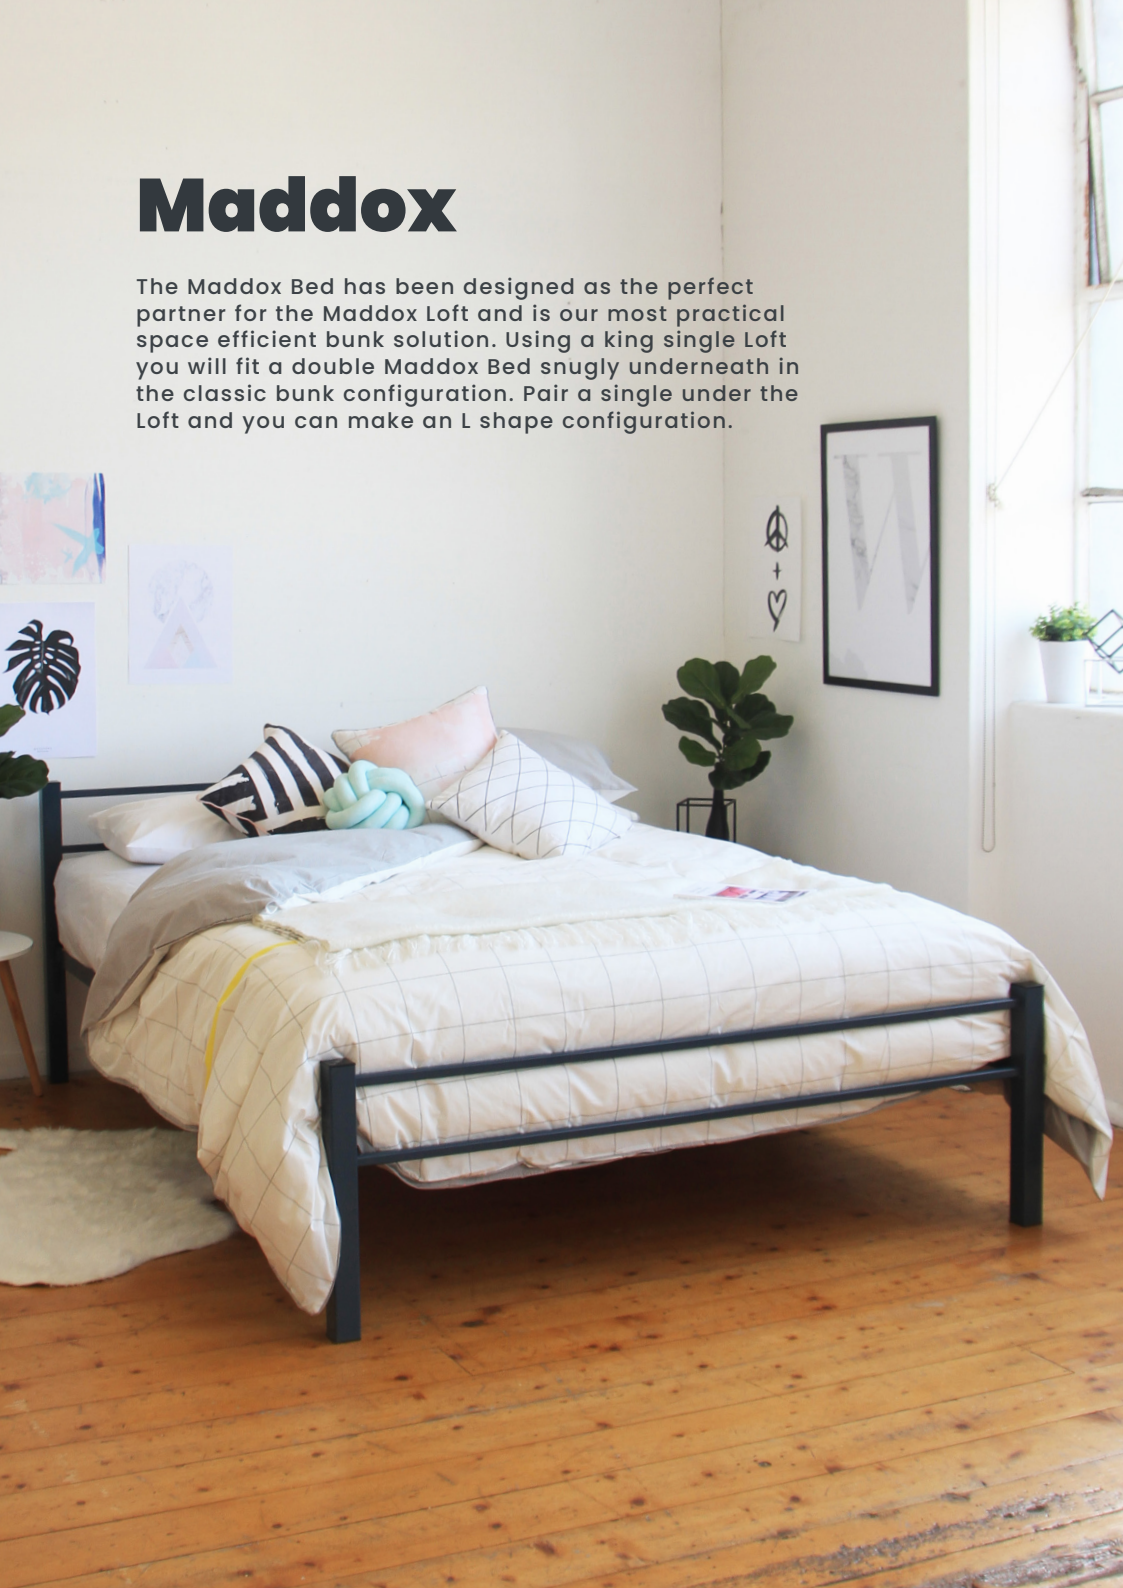 Maddox
The Maddox Bed has been designed as the perfect
partner for the Maddox Loft and is our most practical
space efficient bunk solution. Using a king single Loft
you will fit a double Maddox Bed snugly underneath in
the classic bunk configuration. Pair a single under the
Loft and you can make an L shape configuration.
W